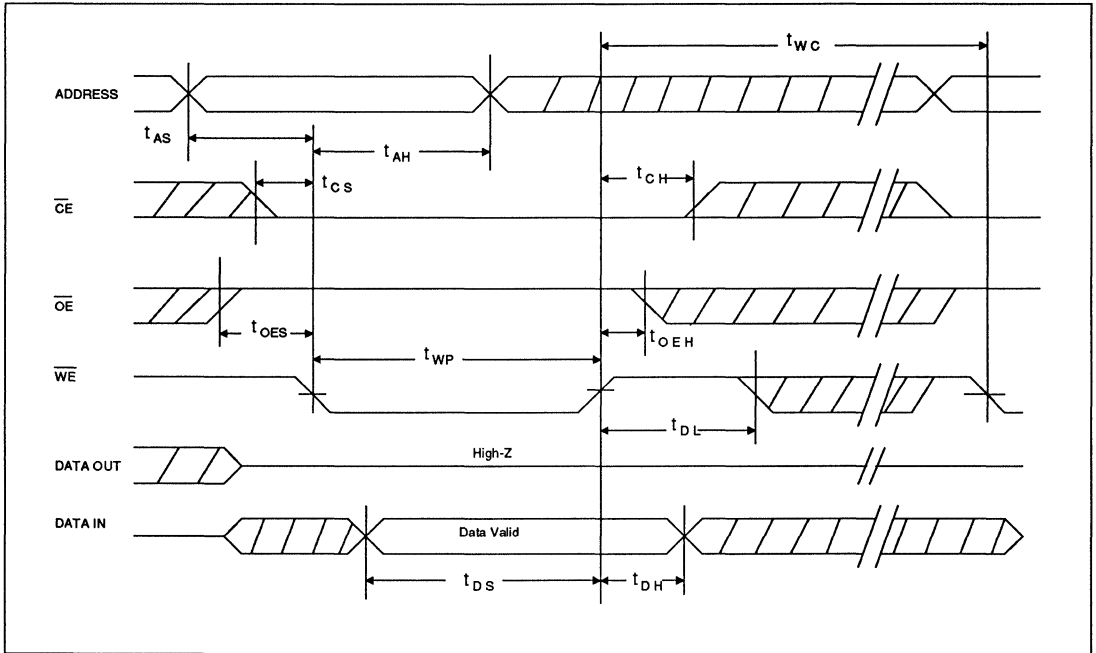 t WC
ADDRESS
t AS
t AH
t CS
t CH
CE
OE
t OES
t WP
t OEH
WE
t DL
DATA OUT
High-Z
DATA IN
Data Valid
t DS
t DH